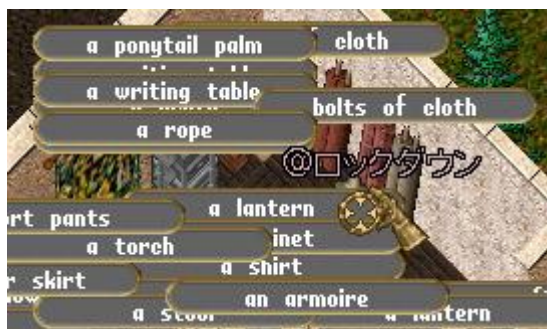 a ponytail palm
cloth
a writing table
bolts of cloth
a rope
@ロックダウン
a lantern
pants
inet
a torch
a shirt
skirt
an armoire
a stool
a lantern